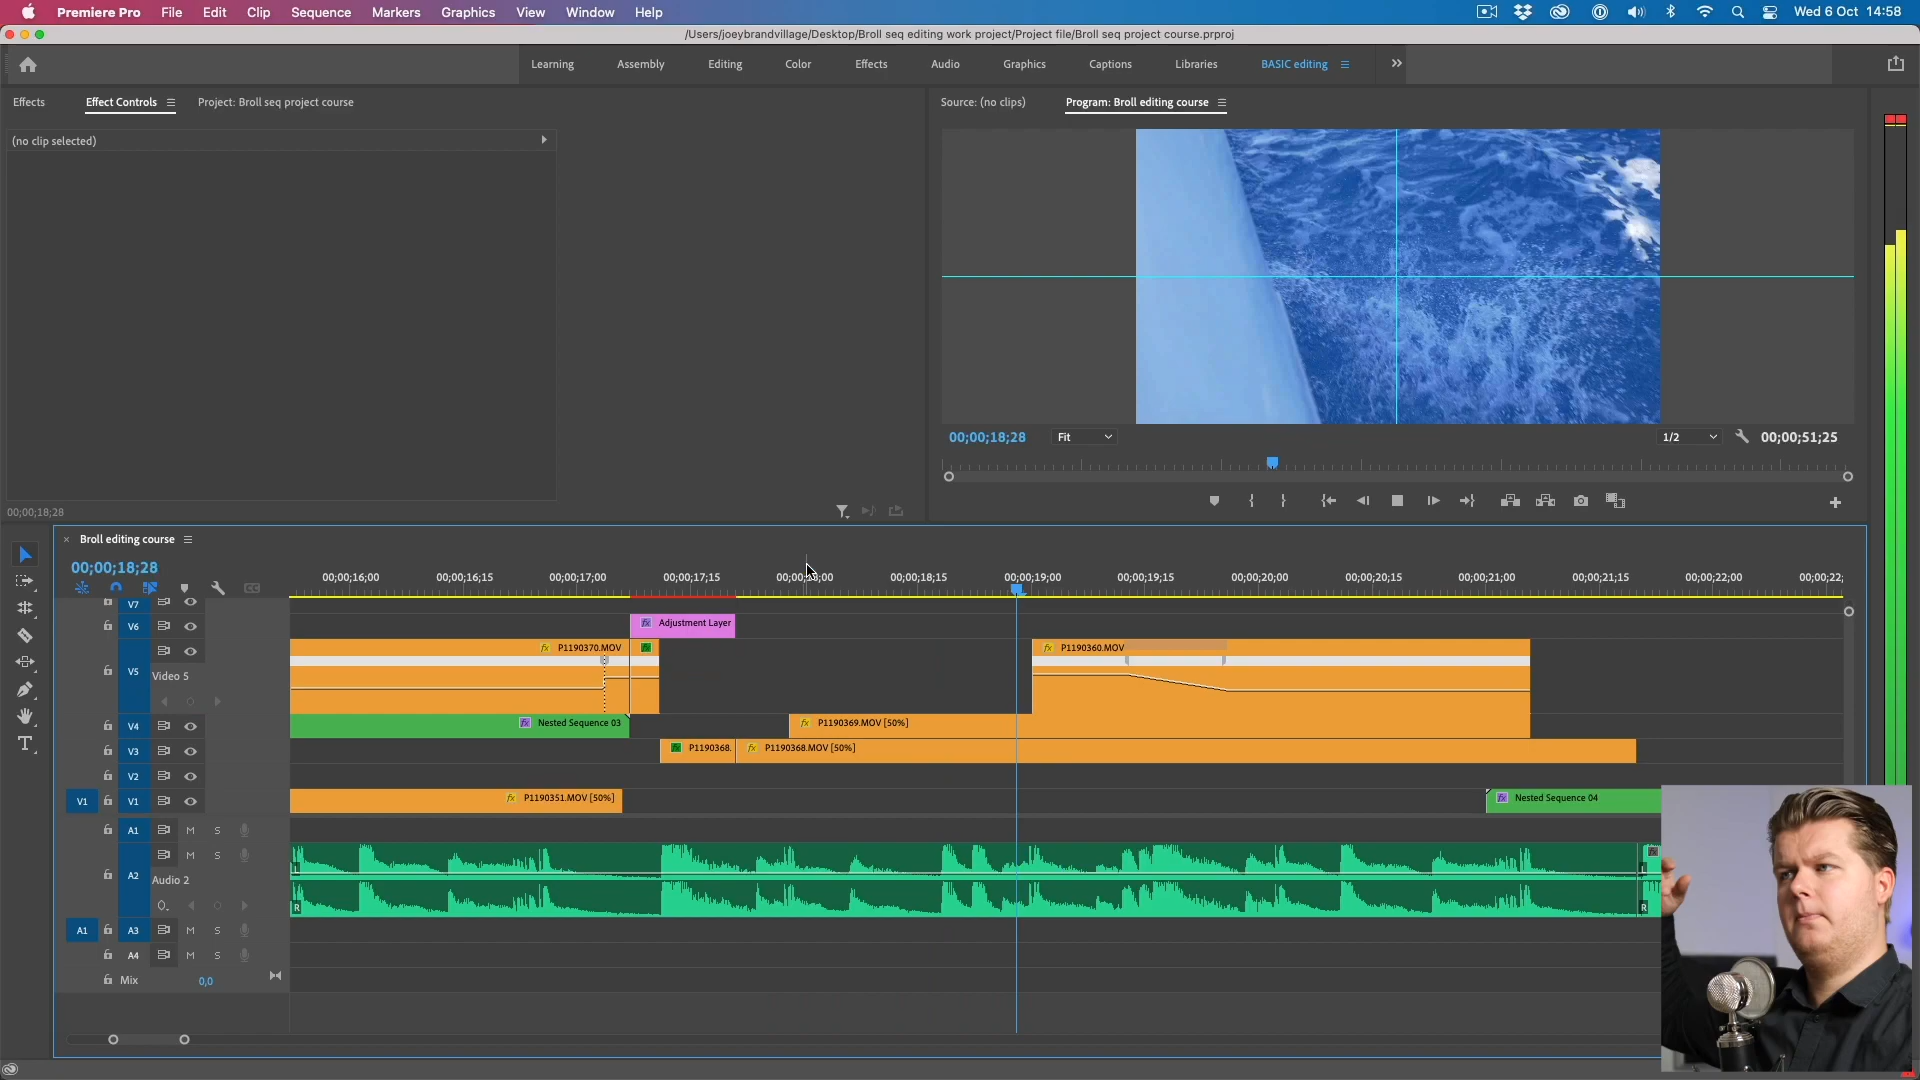 Premiere Pro File Edit Clip Sequence Markers Graphics View Window Help Wed 6 Oct 14:58
/Users/joeybrandvillage/Desktop/Broll seq editing work project/Project file/Broll seq project course.prproj
Learning Assembly Editing Color Effects Audio Graphics Captions Libraries BASIC editing
Effects Effect Controls Project: Broll seq project course Source: (no clips) Program: Broll editing course
(no clip selected)
00;00;18;28 Fit 1/2 00;00;51;25
00;00;18;28
Broll editing course
00;00;18;28
00;00;16;00 00;00;16;15 00;00;17;00 00;00;17;15 00;00;18;15 00;00;19;00 00;00;19;15 00;00;20;00 00;00;20;15 00;00;21;00 00;00;21;15 00;00;22;00 00;00;22;
V7
V6 fx Adjustment Layer
fx P1190370.MOV fx fx P1190360.MOV
V5 Video 5
V4 fx Nested Sequence 03 fx P1190369.MOV [50%]
V3 fx P1190368. fx P1190368.MOV [50%]
V2
V1 V1 fx P1190351.MOV [50%] fx Nested Sequence 04
A1 M S
M S
A2 Audio 2 L L
R R
A1 A3 M S
A4 M S
Mix 0,0